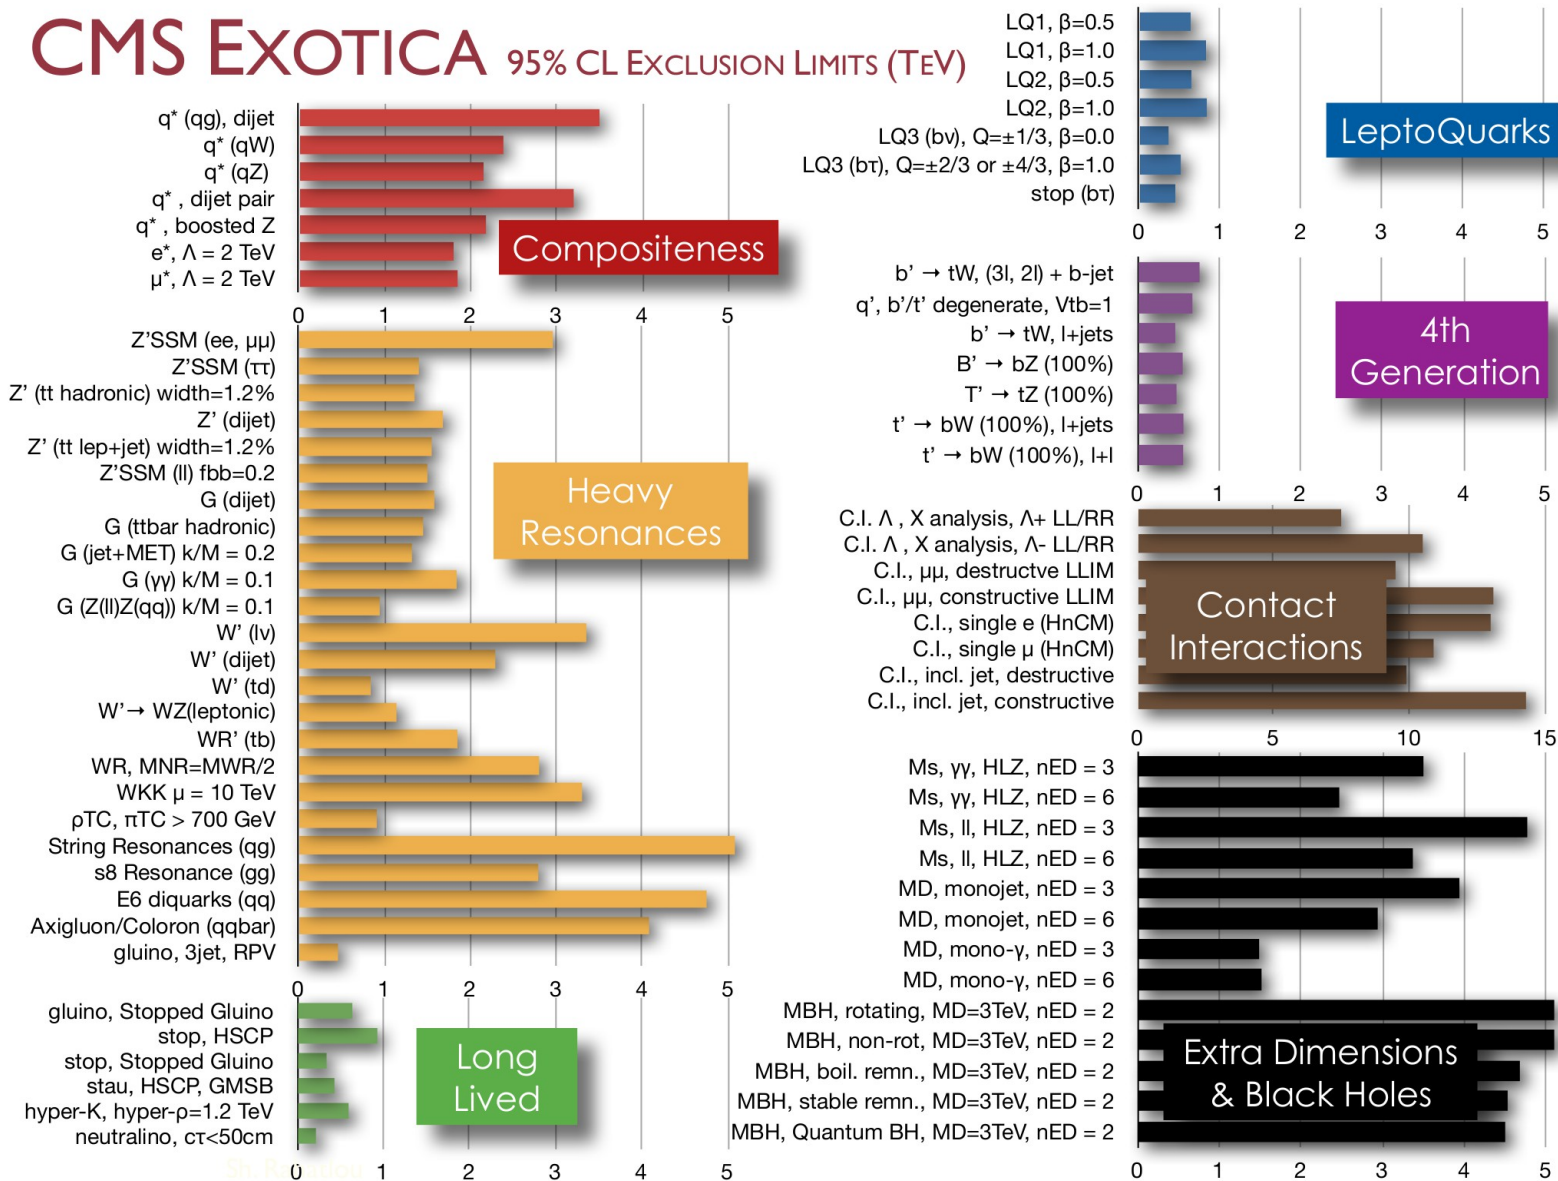 CMS EXOTICA 95% CL EXCLUSION LIMITS (TEV)
q* (qg), dijet
q* (qW)
q* (qZ)
q* , dijet pair
q* , boosted Z
e*, Λ = 2 TeV
μ*, Λ = 2 TeV
Compositeness
0 1 2 3 4 5
Z’SSM (ee, μμ)
Z’SSM (ττ)
Z’ (tt hadronic) width=1.2%
Z’ (dijet)
Z’ (tt lep+jet) width=1.2%
Z’SSM (ll) fbb=0.2
G (dijet)
G (ttbar hadronic)
G (jet+MET) k/M = 0.2
G (γγ) k/M = 0.1
G (Z(ll)Z(qq)) k/M = 0.1
W’ (lν)
W’ (dijet)
W’ (td)
W’→ WZ(leptonic)
WR’ (tb)
WR, MNR=MWR/2
WKK μ = 10 TeV
ρTC, πTC > 700 GeV
String Resonances (qg)
s8 Resonance (gg)
E6 diquarks (qq)
Axigluon/Coloron (qqbar)
gluino, 3jet, RPV
Heavy
Resonances
0 1 2 3 4 5
gluino, Stopped Gluino
stop, HSCP
stop, Stopped Gluino
stau, HSCP, GMSB
hyper-K, hyper-ρ=1.2 TeV
neutralino, cτ<50cm
Long
Lived
0 1 2 3 4 5
LQ1, β=0.5
LQ1, β=1.0
LQ2, β=0.5
LQ2, β=1.0
LQ3 (bν), Q=±1/3, β=0.0
LQ3 (bτ), Q=±2/3 or ±4/3, β=1.0
stop (bτ)
LeptoQuarks
0 1 2 3 4 5
b’ → tW, (3l, 2l) + b-jet
q’, b’/t’ degenerate, Vtb=1
b’ → tW, l+jets
B’ → bZ (100%)
T’ → tZ (100%)
t’ → bW (100%), l+jets
t’ → bW (100%), l+l
4th
Generation
0 1 2 3 4 5
C.I. Λ , X analysis, Λ+ LL/RR
C.I. Λ , X analysis, Λ- LL/RR
C.I., μμ, destructve LLIM
C.I., μμ, constructive LLIM
C.I., single e (HnCM)
C.I., single μ (HnCM)
C.I., incl. jet, destructive
C.I., incl. jet, constructive
Contact
Interactions
0 5 10 15
Ms, γγ, HLZ, nED = 3
Ms, γγ, HLZ, nED = 6
Ms, ll, HLZ, nED = 3
Ms, ll, HLZ, nED = 6
MD, monojet, nED = 3
MD, monojet, nED = 6
MD, mono-γ, nED = 3
MD, mono-γ, nED = 6
MBH, rotating, MD=3TeV, nED = 2
MBH, non-rot, MD=3TeV, nED = 2
MBH, boil. remn., MD=3TeV, nED = 2
MBH, stable remn., MD=3TeV, nED = 2
MBH, Quantum BH, MD=3TeV, nED = 2
Extra Dimensions
& Black Holes
0 1 2 3 4 5